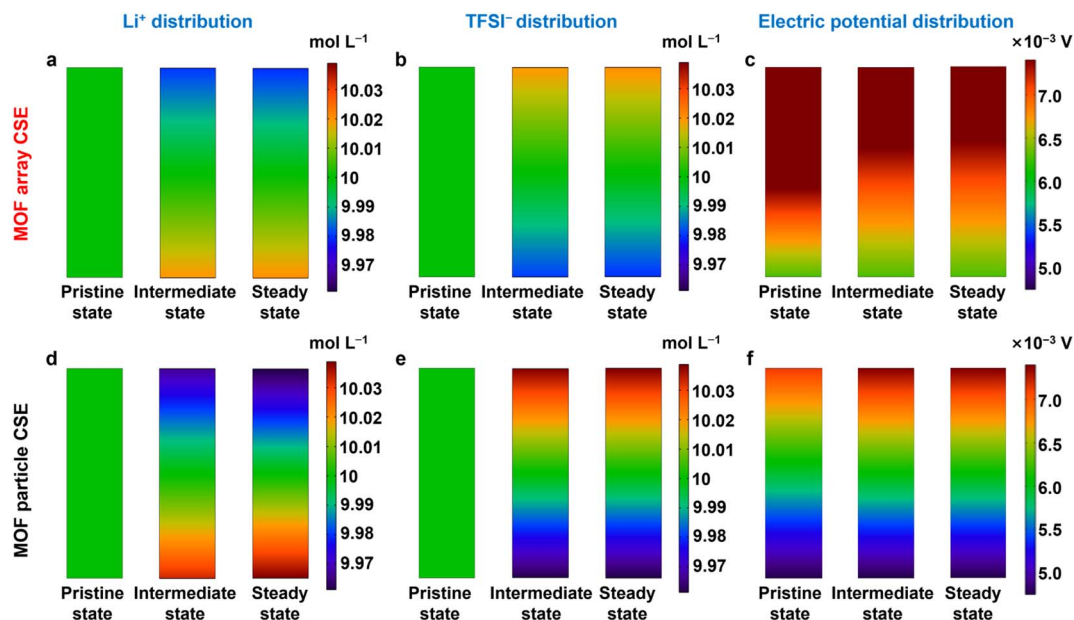 Li⁺ distribution
TFSI⁻ distribution
Electric potential distribution
MOF array CSE
a
mol L⁻¹
10.03
10.02
10.01
10
9.99
9.98
9.97
Pristine state
Intermediate state
Steady state
b
mol L⁻¹
10.03
10.02
10.01
10
9.99
9.98
9.97
Pristine state
Intermediate state
Steady state
c
×10⁻³ V
7.0
6.5
6.0
5.5
5.0
Pristine state
Intermediate state
Steady state
MOF particle CSE
d
mol L⁻¹
10.03
10.02
10.01
10
9.99
9.98
9.97
Pristine state
Intermediate state
Steady state
e
mol L⁻¹
10.03
10.02
10.01
10
9.99
9.98
9.97
Pristine state
Intermediate state
Steady state
f
×10⁻³ V
7.0
6.5
6.0
5.5
5.0
Pristine state
Intermediate state
Steady state